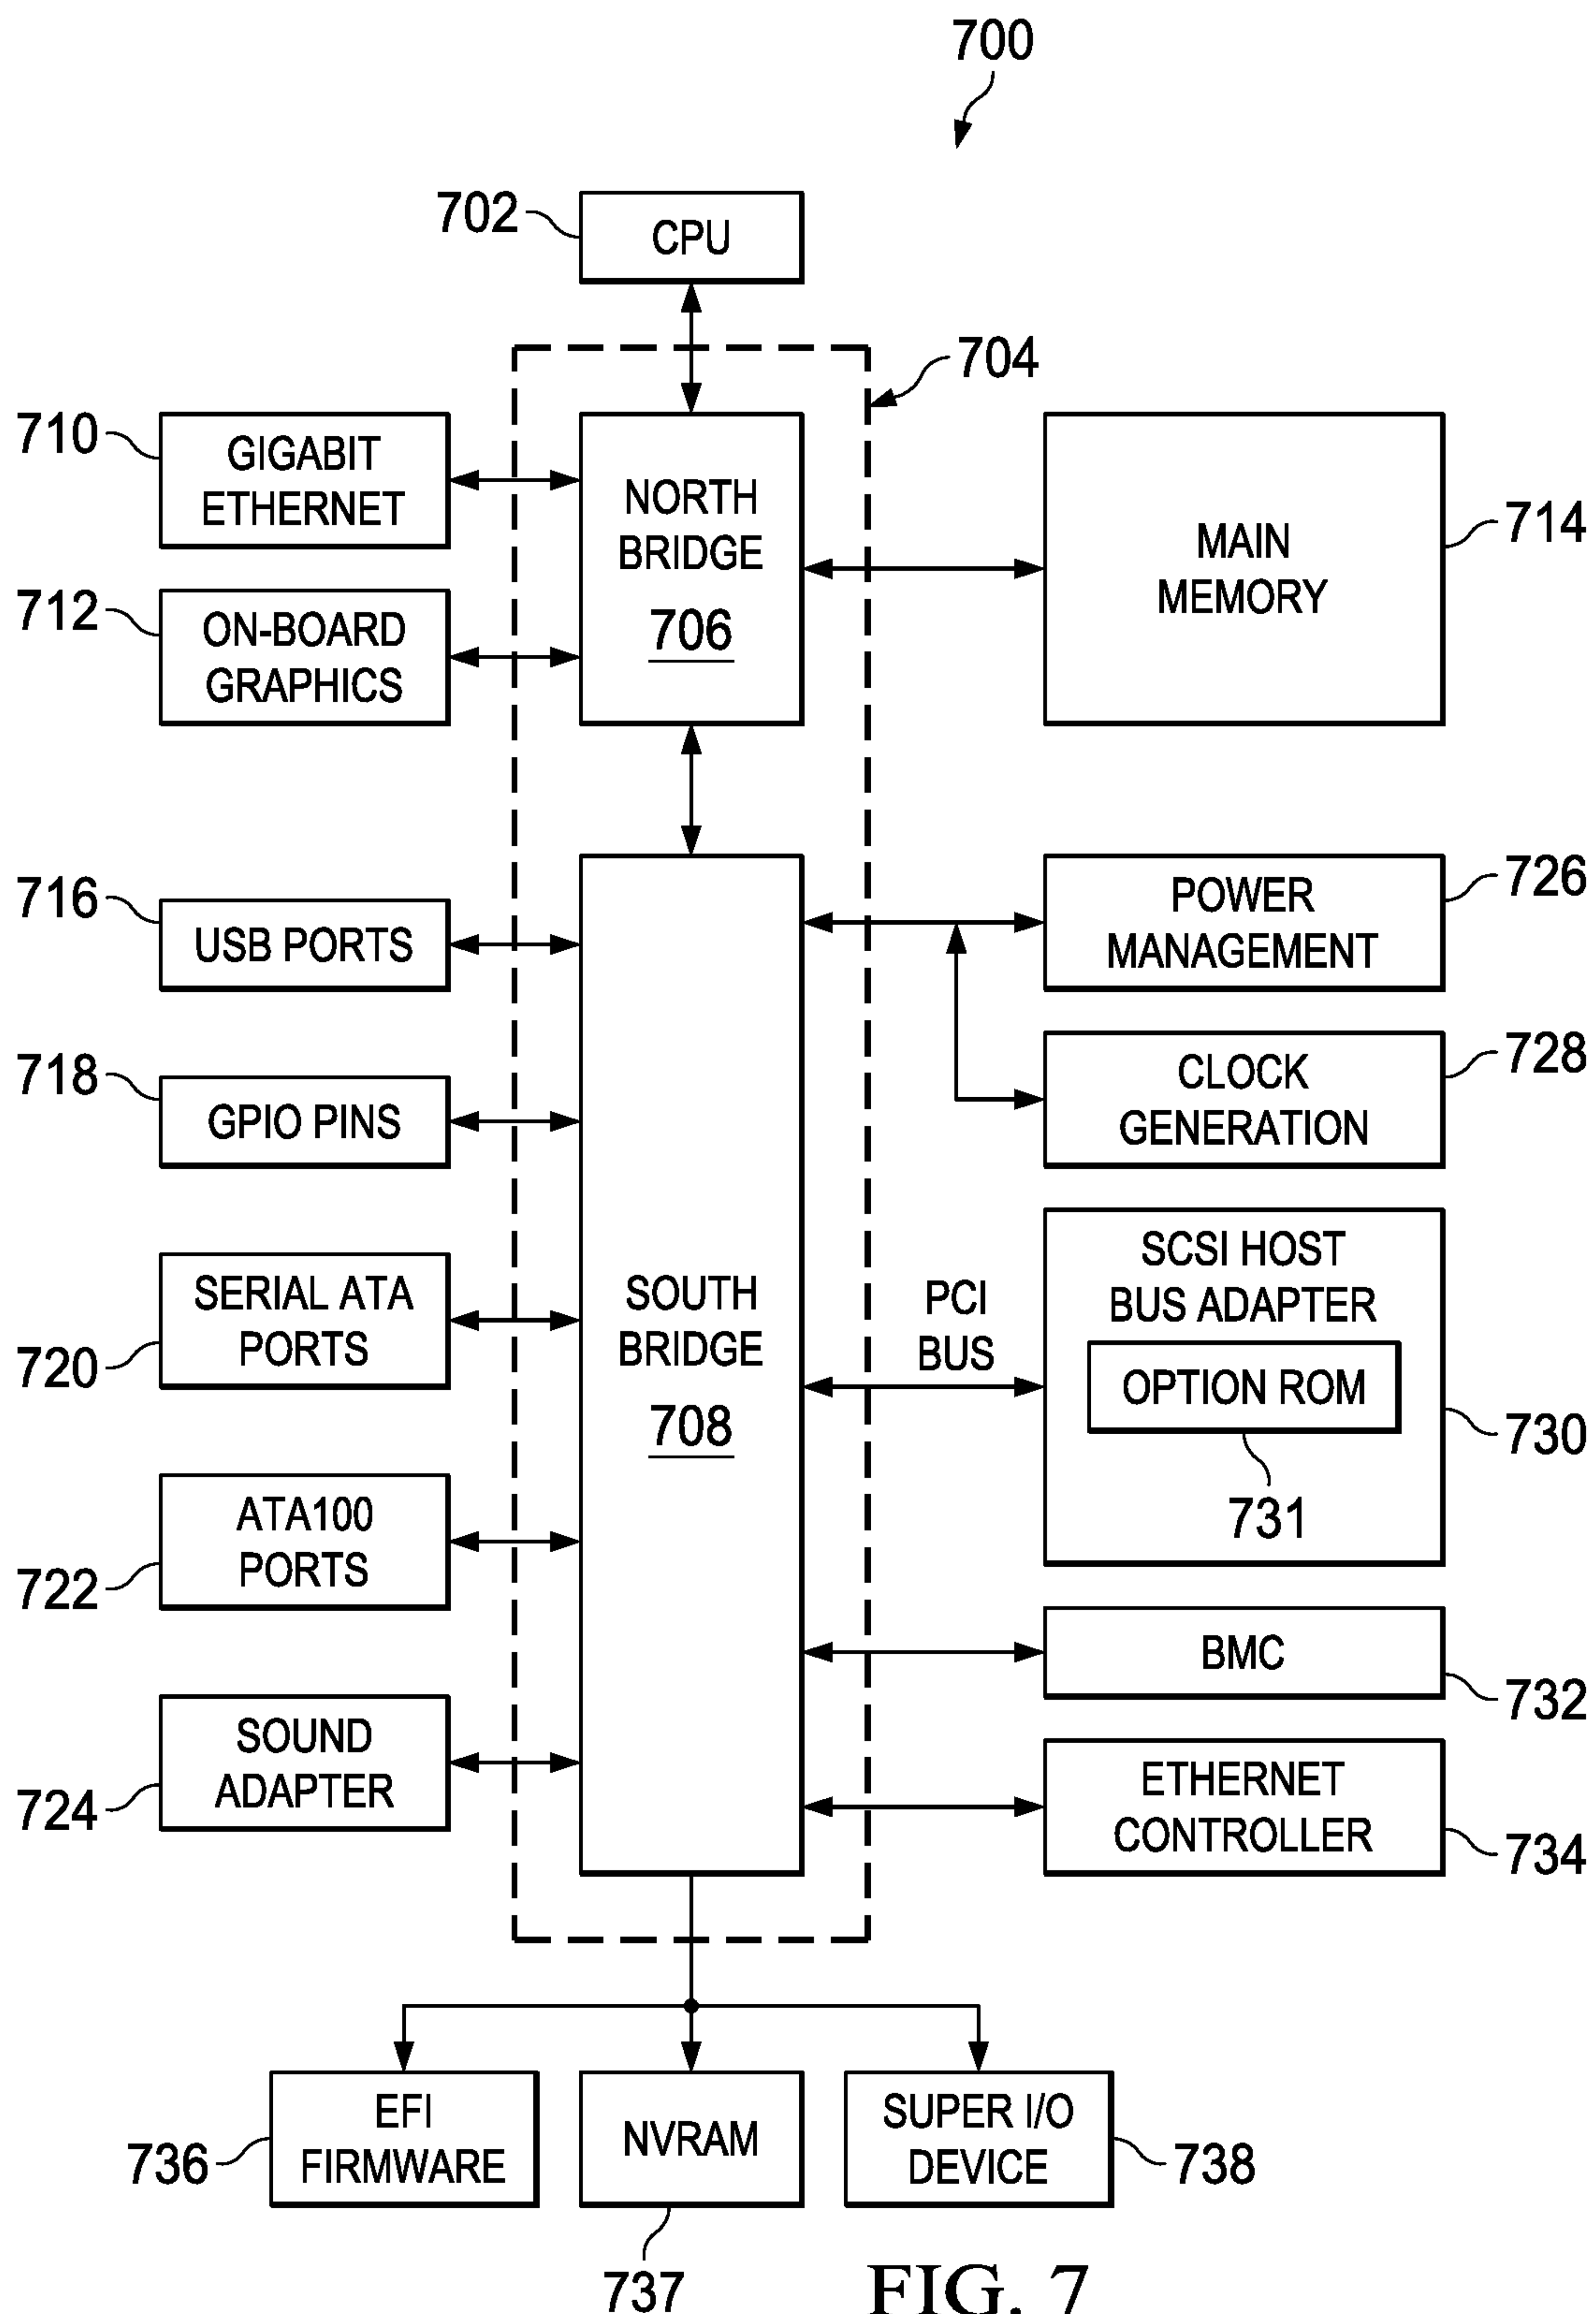 700
702
CPU
704
710
GIGABIT
ETHERNET
NORTH
BRIDGE
706
MAIN
MEMORY
714
712
ON-BOARD
GRAPHICS
716
USB PORTS
POWER
MANAGEMENT
726
718
GPIO PINS
CLOCK
GENERATION
728
SERIAL ATA
PORTS
720
SOUTH
BRIDGE
708
PCI
BUS
SCSI HOST
BUS ADAPTER
OPTION ROM
731
730
ATA100
PORTS
722
BMC
732
SOUND
ADAPTER
724
ETHERNET
CONTROLLER
734
EFI
FIRMWARE
736
NVRAM
737
SUPER I/O
DEVICE
738
FIG. 7